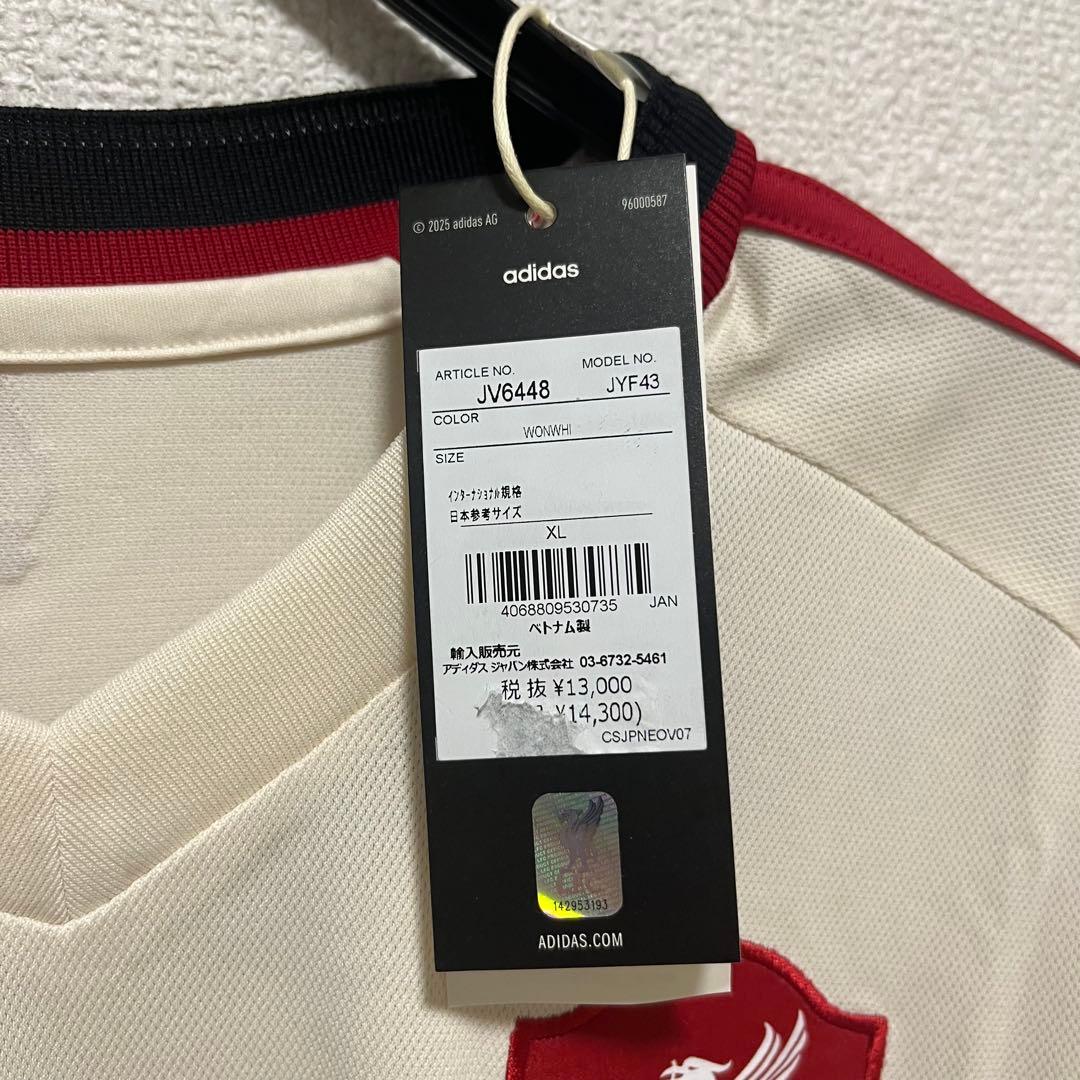 © 2025 adidas AG
96000587
adidas
ARTICLE NO. MODEL NO.
JV6448 JYF43
COLOR
WONWHI
SIZE
インターナショナル規格
日本参考サイズ
XL
4068809530735 JAN
ベトナム製
輸入販売元
アディダス ジャパン株式会社 03-6732-5461
税抜 ¥13,000
¥14,300)
CSJPNEOV07
142953193
ADIDAS.COM